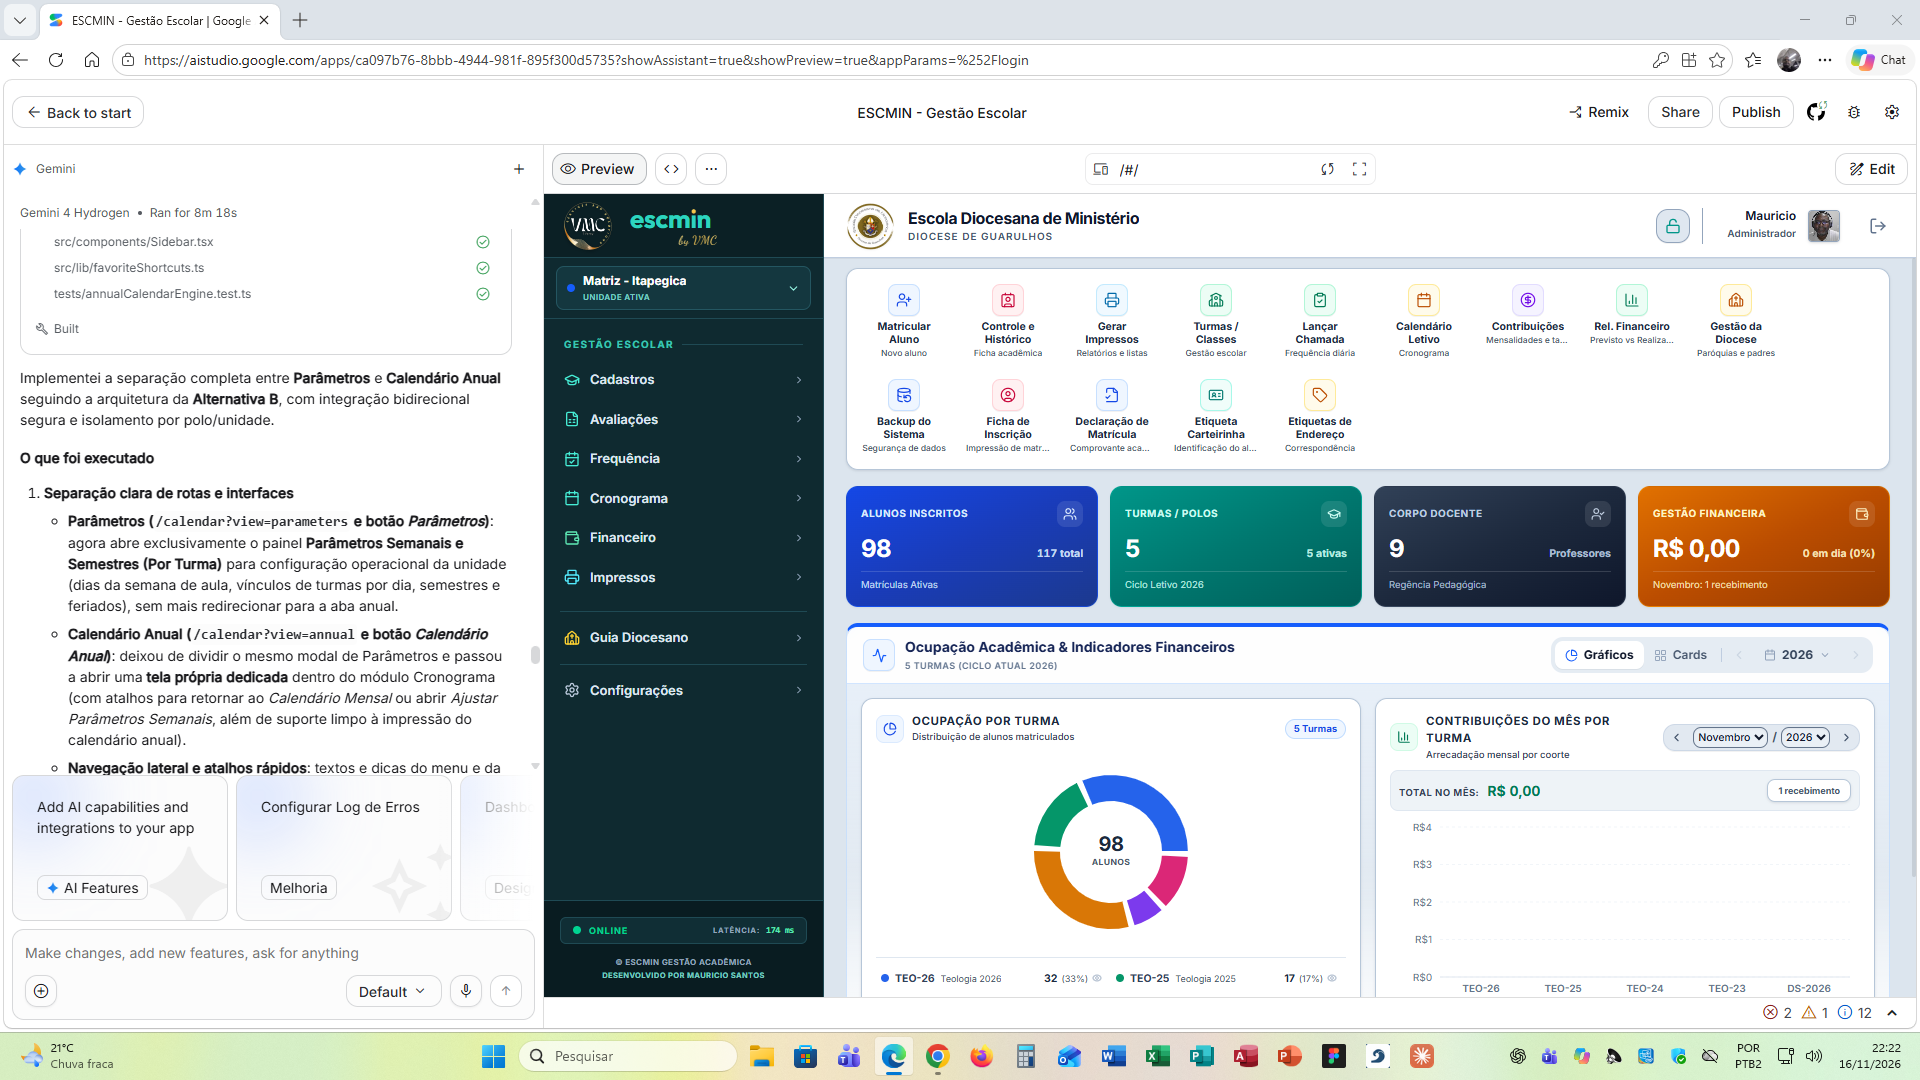 ESCMIN - Gestão Escolar | Google
https://aistudio.google.com/apps/ca097b76-8bbb-4944-981f-895f300d5735?showAssistant=true&showPreview=true&appParams=%252Flogin
Chat
Back to start
ESCMIN - Gestão Escolar
Remix
Share
Publish
Gemini
Preview
/#/
Edit
Gemini 4 Hydrogen • Ran for 8m 18s
src/components/Sidebar.tsx
src/lib/favoriteShortcuts.ts
tests/annualCalendarEngine.test.ts
Built
Implementei a separação completa entre Parâmetros e Calendário Anual
seguindo a arquitetura da Alternativa B, com integração bidirecional
segura e isolamento por polo/unidade.
O que foi executado
1. Separação clara de rotas e interfaces
Parâmetros (/calendar?view=parameters e botão Parâmetros):
agora abre exclusivamente o painel Parâmetros Semanais e
Semestres (Por Turma) para configuração operacional da unidade
(dias da semana de aula, vínculos de turmas por dia, semestres e
feriados), sem mais redirecionar para a aba anual.
Calendário Anual (/calendar?view=annual e botão Calendário
Anual): deixou de dividir o mesmo modal de Parâmetros e passou
a abrir uma tela própria dedicada dentro do módulo Cronograma
(com atalhos para retornar ao Calendário Mensal ou abrir Ajustar
Parâmetros Semanais, além de suporte limpo à impressão do
calendário anual).
Navegação lateral e atalhos rápidos: textos e dicas do menu e da
Add AI capabilities and
integrations to your app
AI Features
Configurar Log de Erros
Melhoria
Dashb
Desig
Make changes, add new features, ask for anything
Default
VMC
escmin
by VMC
Matriz - Itapegica
UNIDADE ATIVA
GESTÃO ESCOLAR
Cadastros
Avaliações
Frequência
Cronograma
Financeiro
Impressos
Guia Diocesano
Configurações
ONLINE
LATÊNCIA: 174 ms
© ESCMIN GESTÃO ACADÊMICA
DESENVOLVIDO POR MAURICIO SANTOS
Escola Diocesana de Ministério
DIOCESE DE GUARULHOS
Mauricio
Administrador
Matricular
Aluno
Novo aluno
Controle e
Histórico
Ficha acadêmica
Gerar
Impressos
Relatórios e listas
Turmas /
Classes
Gestão escolar
Lançar
Chamada
Frequência diária
Calendário
Letivo
Cronograma
Contribuições
Mensalidades e ta...
Rel. Financeiro
Previsto vs Realiza...
Gestão da
Diocese
Paróquias e padres
Backup do
Sistema
Segurança de dados
Ficha de
Inscrição
Impressão de matr...
Declaração de
Matrícula
Comprovante aca...
Etiqueta
Carteirinha
Identificação do al...
Etiquetas de
Endereço
Correspondência
ALUNOS INSCRITOS
98
117 total
Matrículas Ativas
TURMAS / POLOS
5
5 ativas
Ciclo Letivo 2026
CORPO DOCENTE
9
Professores
Regência Pedagógica
GESTÃO FINANCEIRA
R$ 0,00
0 em dia (0%)
Novembro: 1 recebimento
Ocupação Acadêmica & Indicadores Financeiros
5 TURMAS (CICLO ATUAL 2026)
Gráficos
Cards
2026
OCUPAÇÃO POR TURMA
Distribuição de alunos matriculados
5 Turmas
98
ALUNOS
TEO-26 Teologia 2026 32 (33%)
TEO-25 Teologia 2025 17 (17%)
CONTRIBUIÇÕES DO MÊS POR
TURMA
Arrecadação mensal por coorte
Novembro / 2026
TOTAL NO MÊS: R$ 0,00
1 recebimento
R$4
R$3
R$2
R$1
R$0
TEO-26 TEO-25 TEO-24 TEO-23 DS-2026
2 1 12
21°C
Chuva fraca
Pesquisar
POR
PTB2
22:22
16/11/2026